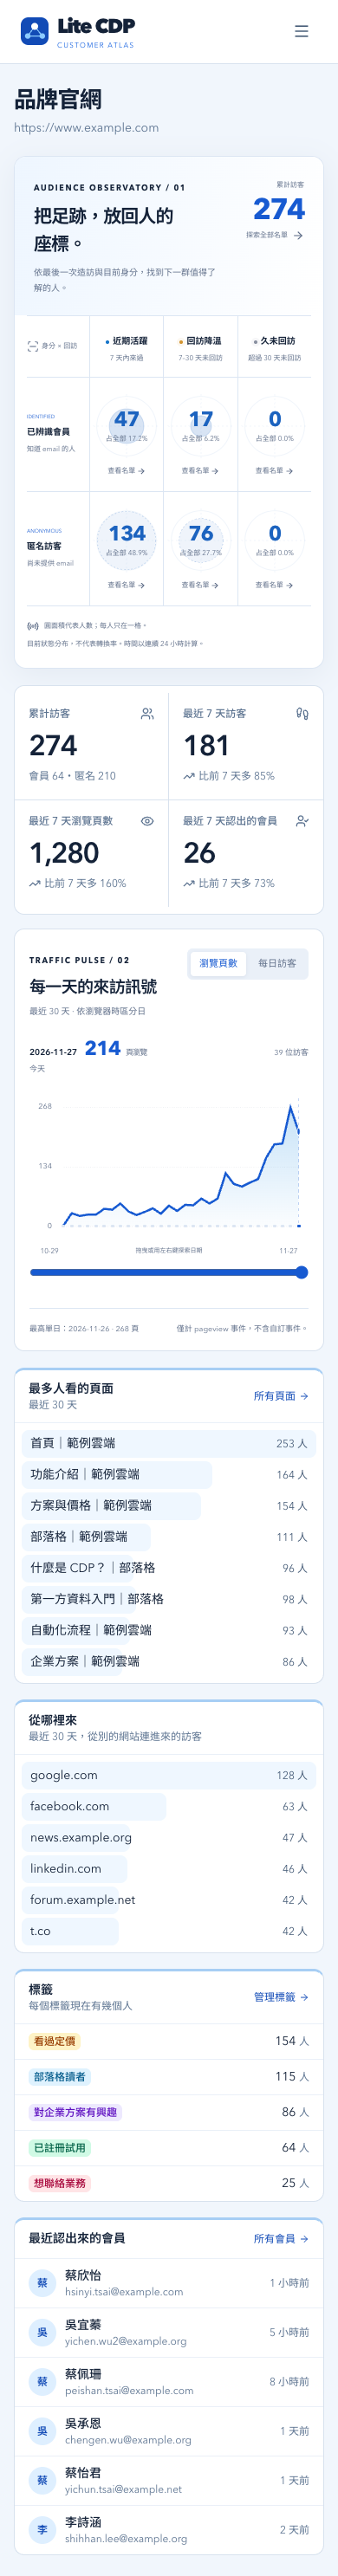 Lite CDP
CUSTOMER ATLAS
品牌官網
https://www.example.com
AUDIENCE OBSERVATORY / 01
把足跡，放回人的
座標。
依最後一次造訪與目前身分，找到下一群值得了
解的人。
累計訪客
274
探索全部名單 →
身分 × 回訪
近期活躍
7 天內來過
回訪降溫
7–30 天未回訪
久未回訪
超過 30 天未回訪
IDENTIFIED
已辨識會員
知道 email 的人
47
佔全部 17.2%
查看名單 →
17
佔全部 6.2%
查看名單 →
0
佔全部 0.0%
查看名單 →
ANONYMOUS
匿名訪客
尚未提供 email
134
佔全部 48.9%
查看名單 →
76
佔全部 27.7%
查看名單 →
0
佔全部 0.0%
查看名單 →
圓面積代表人數；每人只在一格。
目前狀態分布，不代表轉換率。時間以連續 24 小時計算。
累計訪客
274
會員 64・匿名 210
最近 7 天訪客
181
比前 7 天多 85%
最近 7 天瀏覽頁數
1,280
比前 7 天多 160%
最近 7 天認出的會員
26
比前 7 天多 73%
TRAFFIC PULSE / 02
每一天的來訪訊號
最近 30 天 · 依瀏覽器時區分日
瀏覽頁數
每日訪客
2026-11-27 214 頁瀏覽
今天
39 位訪客
268
134
0
10-29
拖曳或用左右鍵探索日期
11-27
最高單日：2026-11-26 · 268 頁
僅計 pageview 事件，不含自訂事件。
最多人看的頁面
最近 30 天
所有頁面 →
首頁｜範例雲端 253 人
功能介紹｜範例雲端 164 人
方案與價格｜範例雲端 154 人
部落格｜範例雲端 111 人
什麼是 CDP？｜部落格 96 人
第一方資料入門｜部落格 98 人
自動化流程｜範例雲端 93 人
企業方案｜範例雲端 86 人
從哪裡來
最近 30 天，從別的網站連進來的訪客
google.com 128 人
facebook.com 63 人
news.example.org 47 人
linkedin.com 46 人
forum.example.net 42 人
t.co 42 人
標籤
每個標籤現在有幾個人
管理標籤 →
看過定價 154 人
部落格讀者 115 人
對企業方案有興趣 86 人
已註冊試用 64 人
想聯絡業務 25 人
最近認出來的會員
所有會員 →
蔡 蔡欣怡
hsinyi.tsai@example.com
1 小時前
吳 吳宜蓁
yichen.wu2@example.org
5 小時前
蔡 蔡佩珊
peishan.tsai@example.com
8 小時前
吳 吳承恩
chengen.wu@example.org
1 天前
蔡 蔡怡君
yichun.tsai@example.net
1 天前
李 李詩涵
shihhan.lee@example.org
2 天前